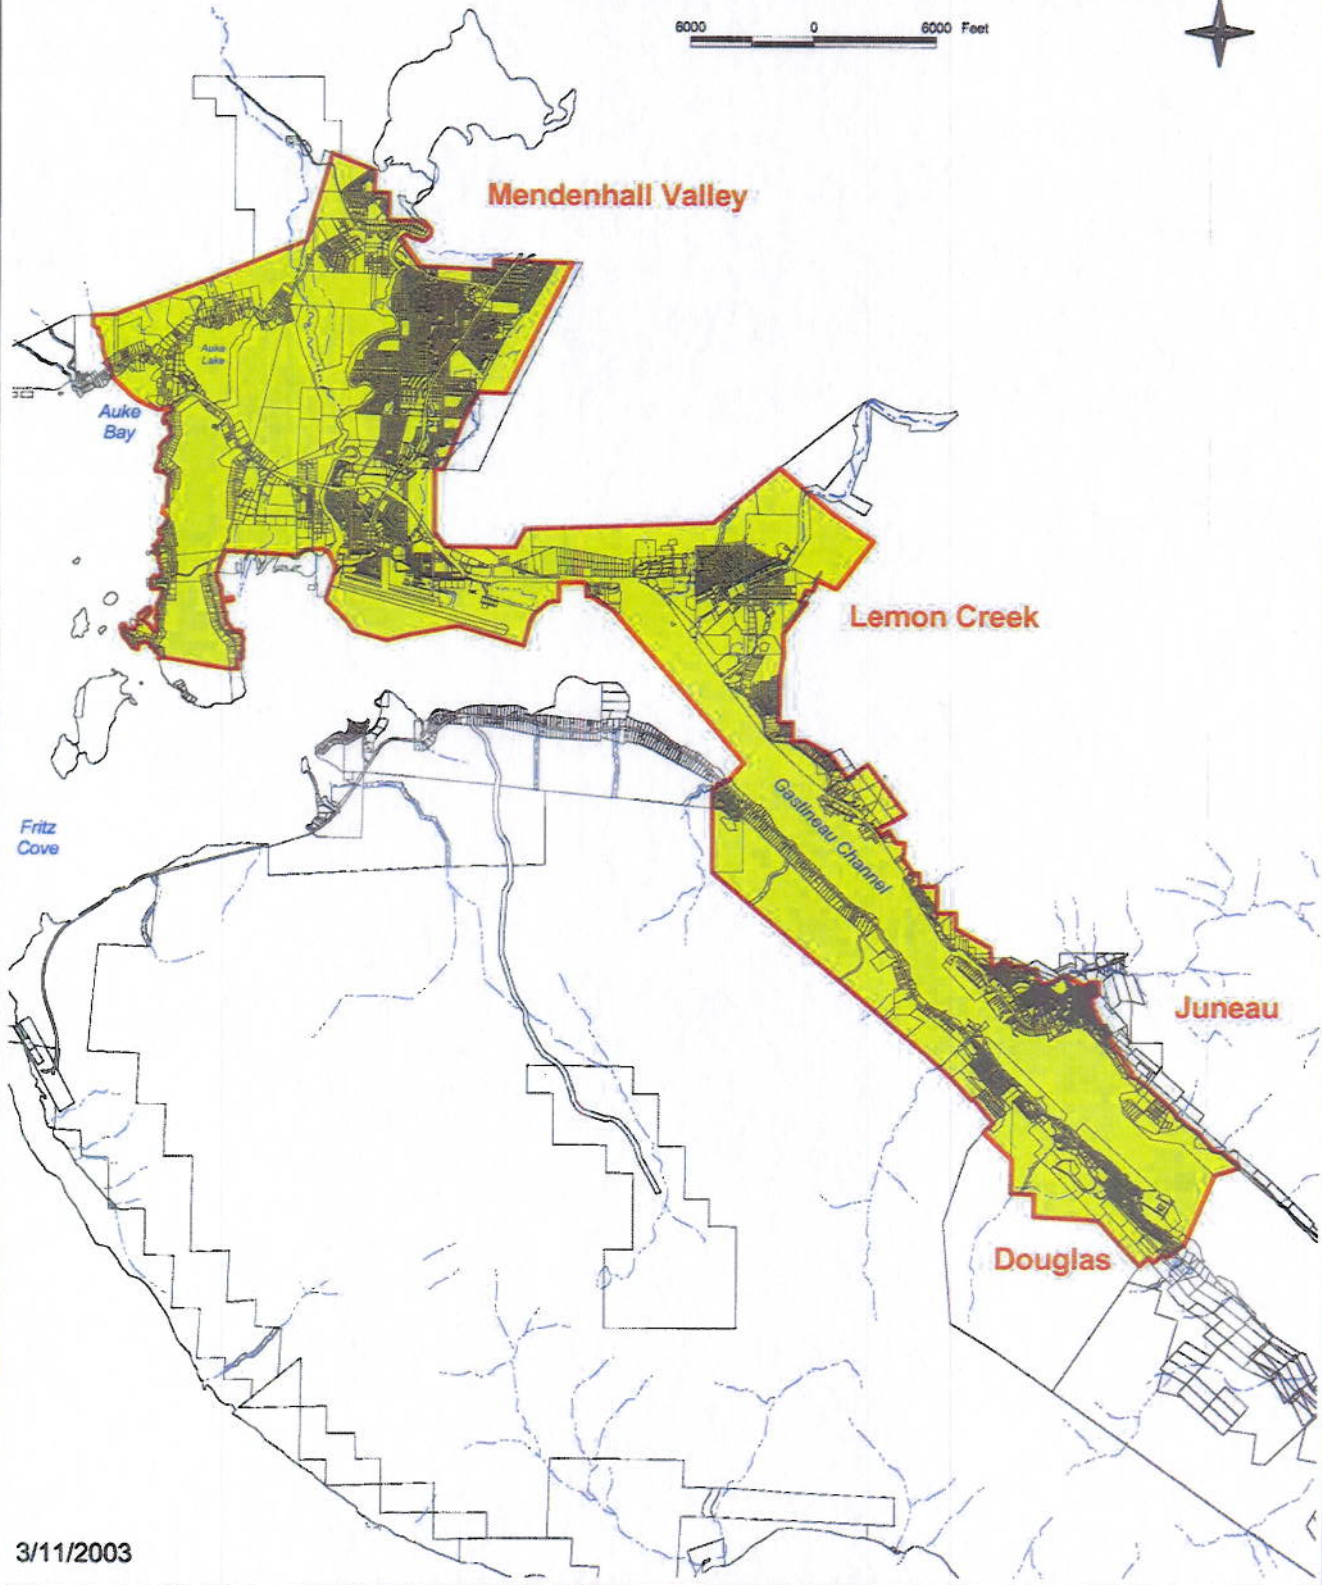 6000 0 6000 Feet
Mendenhall Valley
Auke
Lake
Auke
Bay
Lemon Creek
Gastineau Channel
Fritz
Cove
Juneau
Douglas
3/11/2003